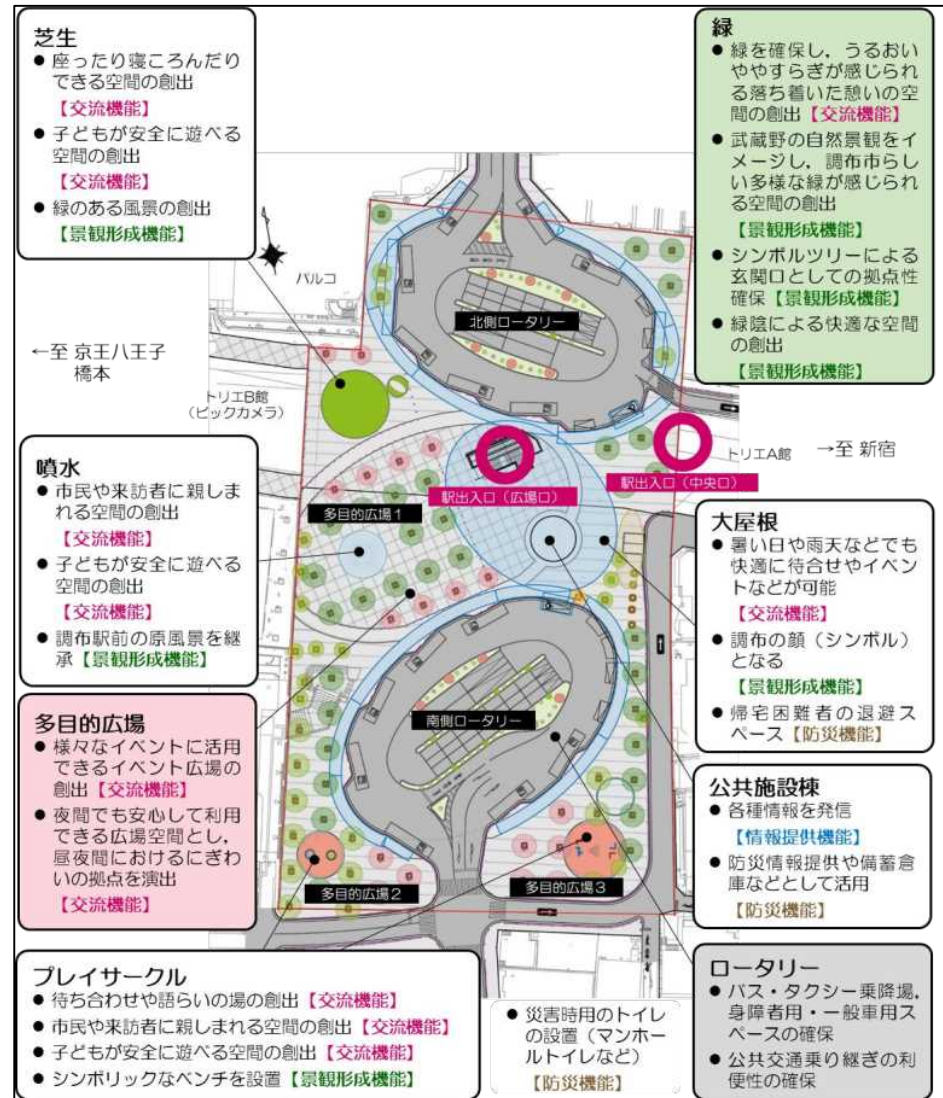 芝生
● 座ったり寝ころんだり
できる空間の創出
【交流機能】
● 子どもが安全に遊べる
空間の創出
【交流機能】
● 緑のある風景の創出
【景観形成機能】
緑
● 緑を確保し，うるおい
ややすらぎが感じられ
る落ち着いた憩いの空
間の創出【交流機能】
● 武蔵野の自然景観をイ
メージし，調布市らし
い多様な緑が感じられ
る空間の創出
【景観形成機能】
● シンボルツリーによる
玄関口としての拠点性
確保【景観形成機能】
● 緑陰による快適な空間
の創出
【景観形成機能】
パルコ
北側ロータリー
←至 京王八王子
橋本
トリエB館
（ビックカメラ）
トリエA館
→至 新宿
駅出入口（広場口）
駅出入口（中央口）
多目的広場1
噴水
● 市民や来訪者に親しま
れる空間の創出
【交流機能】
● 子どもが安全に遊べる
空間の創出
【交流機能】
● 調布駅前の原風景を継
承【景観形成機能】
大屋根
● 暑い日や雨天などでも
快適に待合せやイベン
トなどが可能
【交流機能】
● 調布の顔（シンボル）
となる
【景観形成機能】
● 帰宅困難者の退避ス
ペース【防災機能】
多目的広場
● 様々なイベントに活用
できるイベント広場の
創出【交流機能】
● 夜間でも安心して利用
できる広場空間とし，
昼夜間におけるにぎわ
いの拠点を演出
【交流機能】
南側ロータリー
公共施設棟
● 各種情報を発信
【情報提供機能】
● 防災情報提供や備蓄倉
庫などとして活用
【防災機能】
多目的広場2
多目的広場3
プレイサークル
● 待ち合わせや語らいの場の創出【交流機能】
● 市民や来訪者に親しまれる空間の創出【交流機能】
● 子どもが安全に遊べる空間の創出【交流機能】
● シンボリックなベンチを設置【景観形成機能】
● 災害時用のトイレ
の設置（マンホー
ルトイレなど）
【防災機能】
ロータリー
● バス・タクシー乗降場，
身障者用・一般車用ス
ペースの確保
● 公共交通乗り継ぎの利
便性の確保